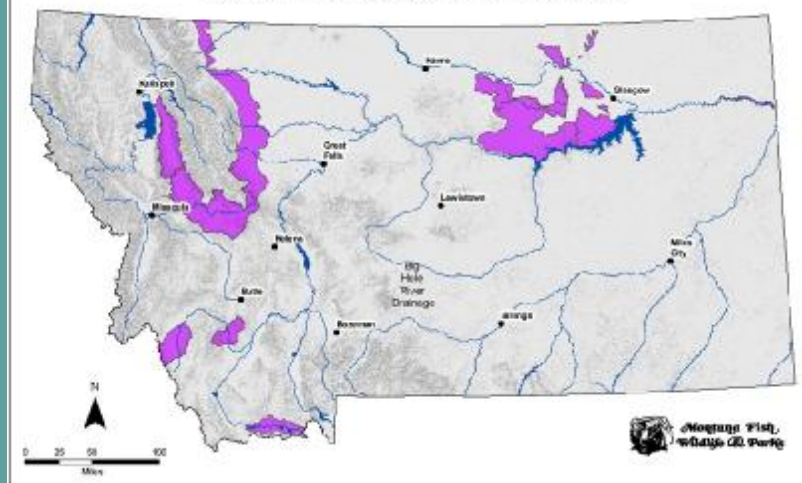 Havre
Kalispell
Glasgow
Great
Falls
Missoula
Lewistown
Helena
Miles
City
Big
Hole
River
Drainage
Butte
Bozeman
N
0 25 50 100
Miles
Montana Fish,
Wildlife & Parks